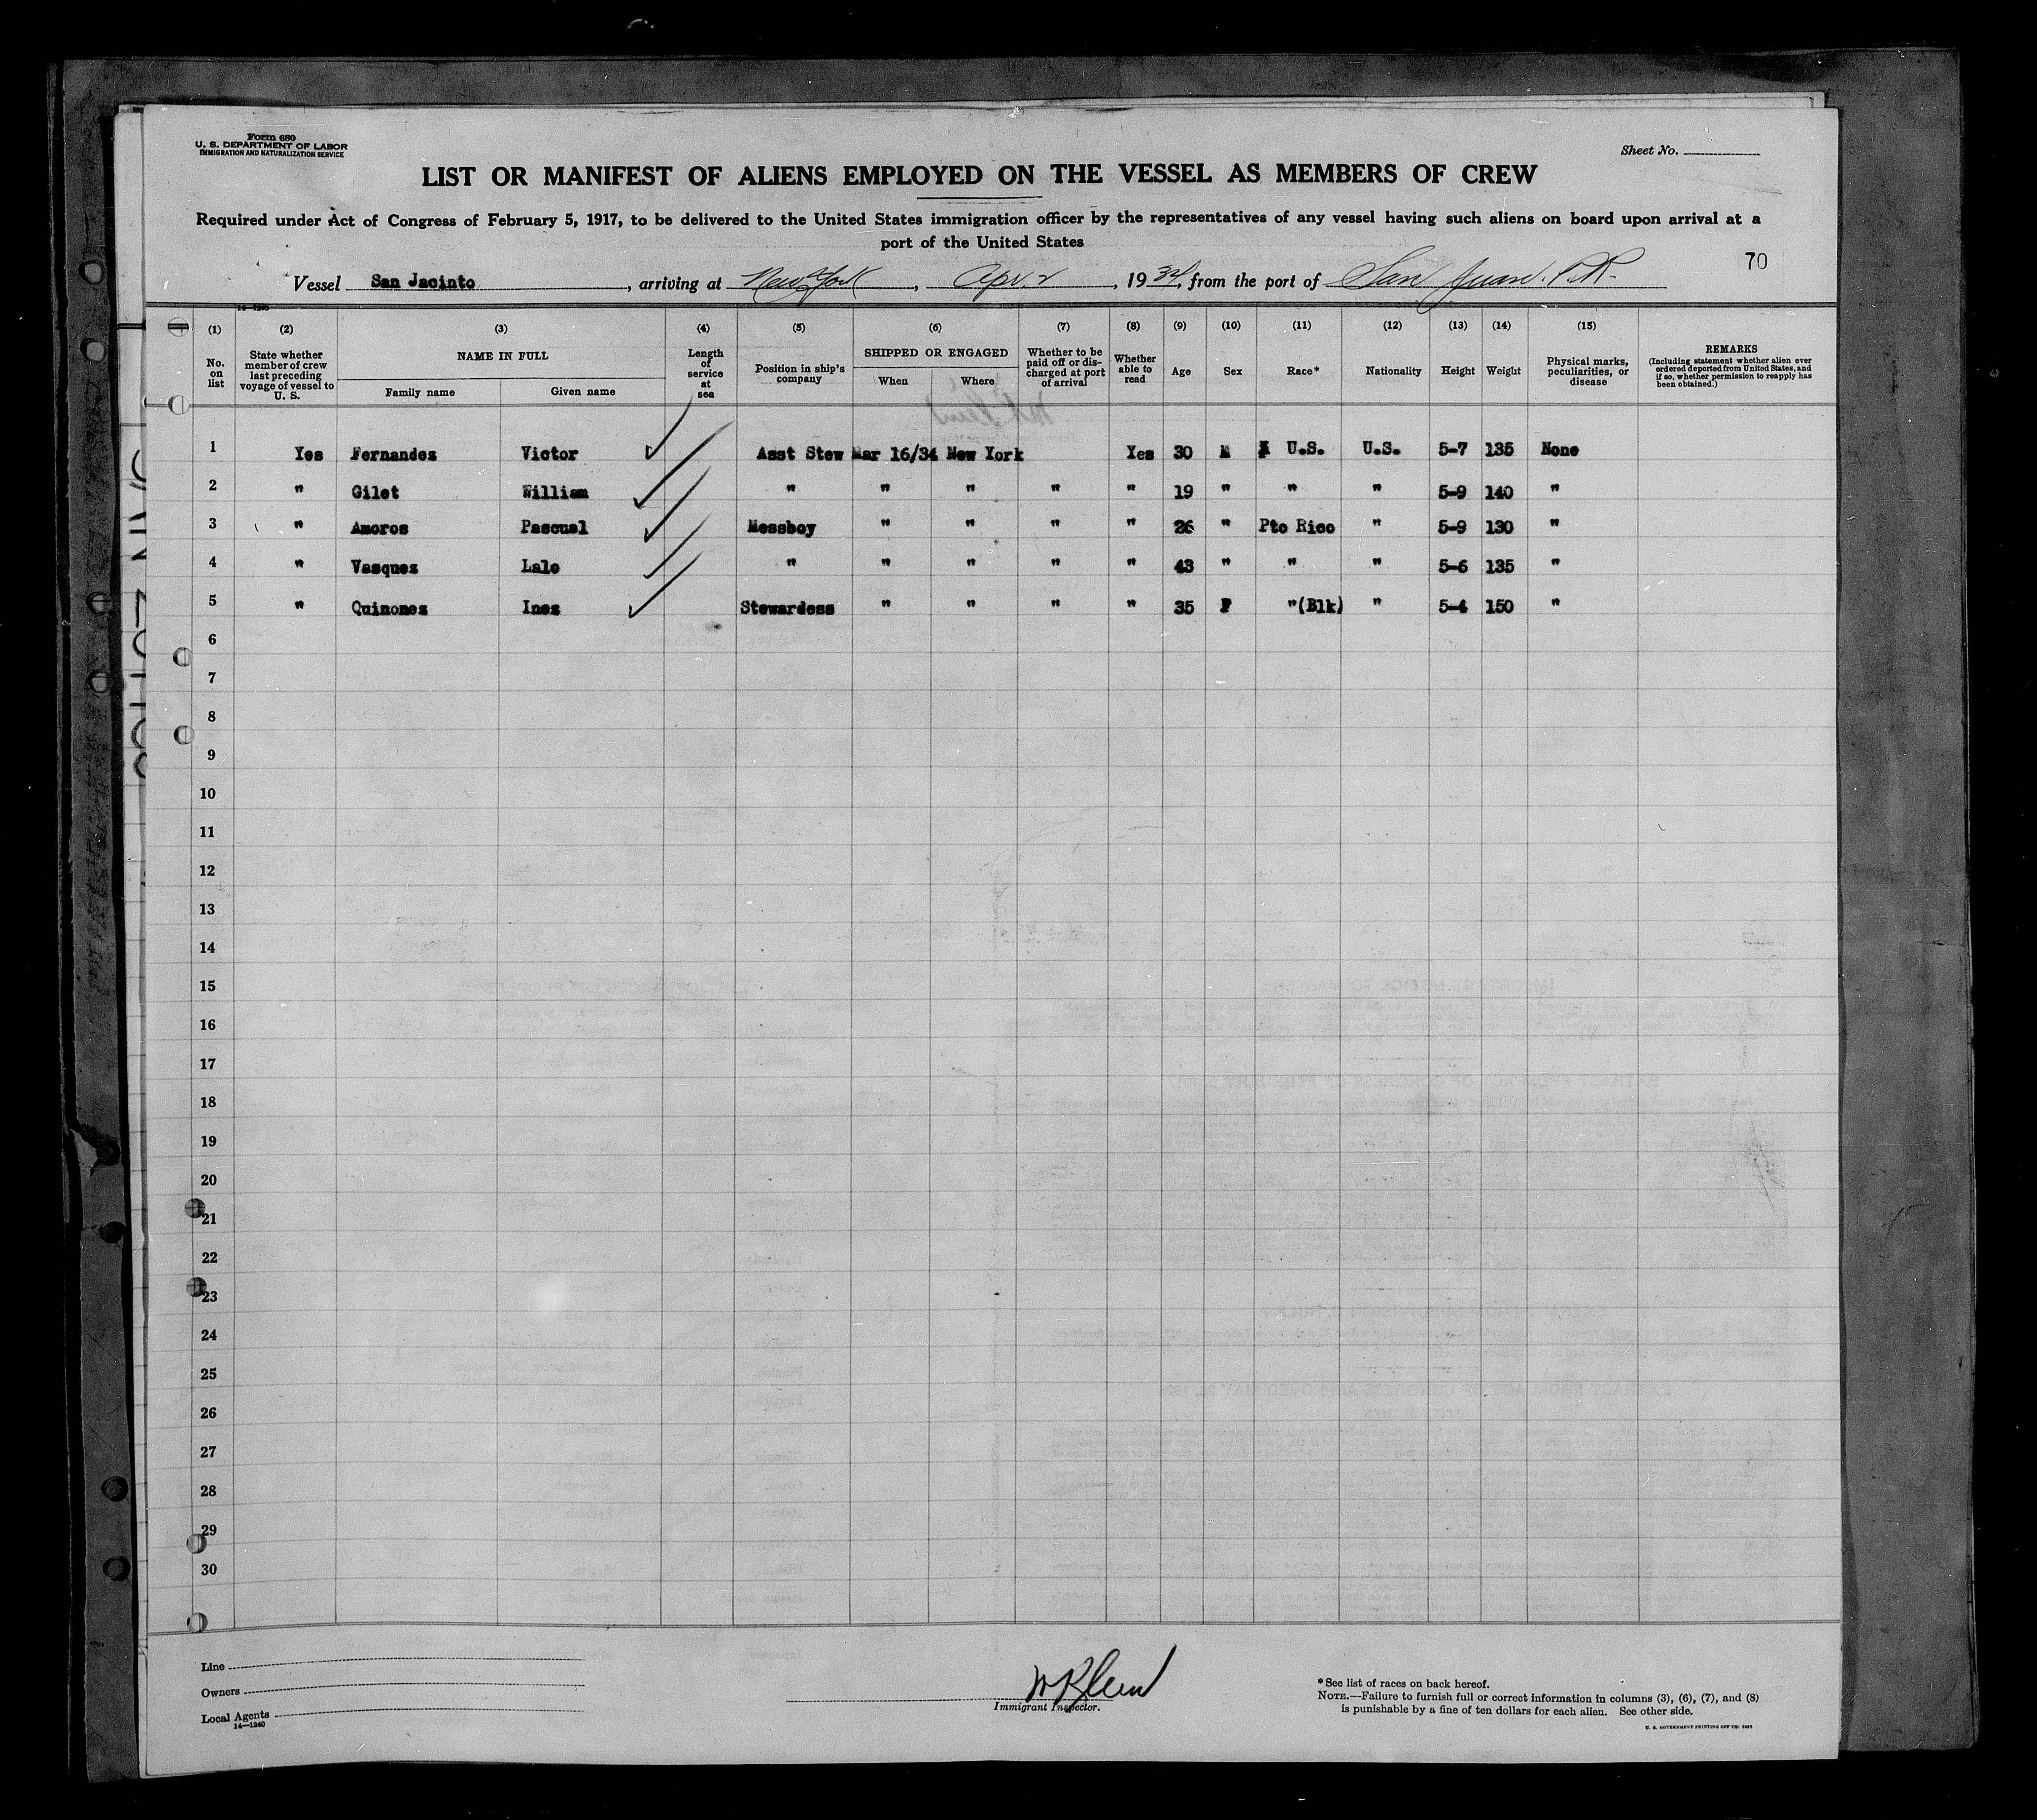 Form 680
U. S. DEPARTMENT OF LABOR
IMMIGRATION AND NATURALIZATION SERVICE
Sheet No.
LIST OR MANIFEST OF ALIENS EMPLOYED ON THE VESSEL AS MEMBERS OF CREW
Required under Act of Congress of February 5, 1917, to be delivered to the United States immigration officer by the representatives of any vessel having such aliens on board upon arrival at a
port of the United States
70
Vessel San Jacinto, arriving at New York, Apr. 2, 1934, from the port of San Juan. P.R.
14-1240
(1) (2) (3) (4) (5) (6) (7) (8) (9) (10) (11) (12) (13) (14) (15)
No. on list
State whether member of crew last preceding voyage of vessel to U. S.
NAME IN FULL
Family name Given name
Length of service at sea
Position in ship's company
SHIPPED OR ENGAGED
When Where
Whether to be paid off or discharged at port of arrival
Whether able to read
Age
Sex
Race*
Nationality
Height
Weight
Physical marks, peculiarities, or disease
REMARKS
(Including statement whether alien ever ordered deported from United States, and if so, whether permission to reapply has been obtained.)
1 Yes Fernandez Victor Asst Stew Mar 16/34 New York Yes 30 M U.S. U.S. 5-7 135 None
2 " Gilet William " " " " " 19 " " " 5-9 140 "
3 " Amoros Pascual Messboy " " " " 26 " Pto Rico " 5-9 130 "
4 " Vasquez Lalo " " " " " 43 " " " 5-6 135 "
5 " Quinones Ines Stewardess " " " " 35 F "(Blk) " 5-4 150 "
6
7
8
9
10
11
12
13
14
15
16
17
18
19
20
21
22
23
24
25
26
27
28
29
30
Line
Owners
Local Agents
14—1240
Immigrant Inspector.
*See list of races on back hereof.
NOTE.—Failure to furnish full or correct information in columns (3), (6), (7), and (8)
is punishable by a fine of ten dollars for each alien. See other side.
U. S. GOVERNMENT PRINTING OFFICE: